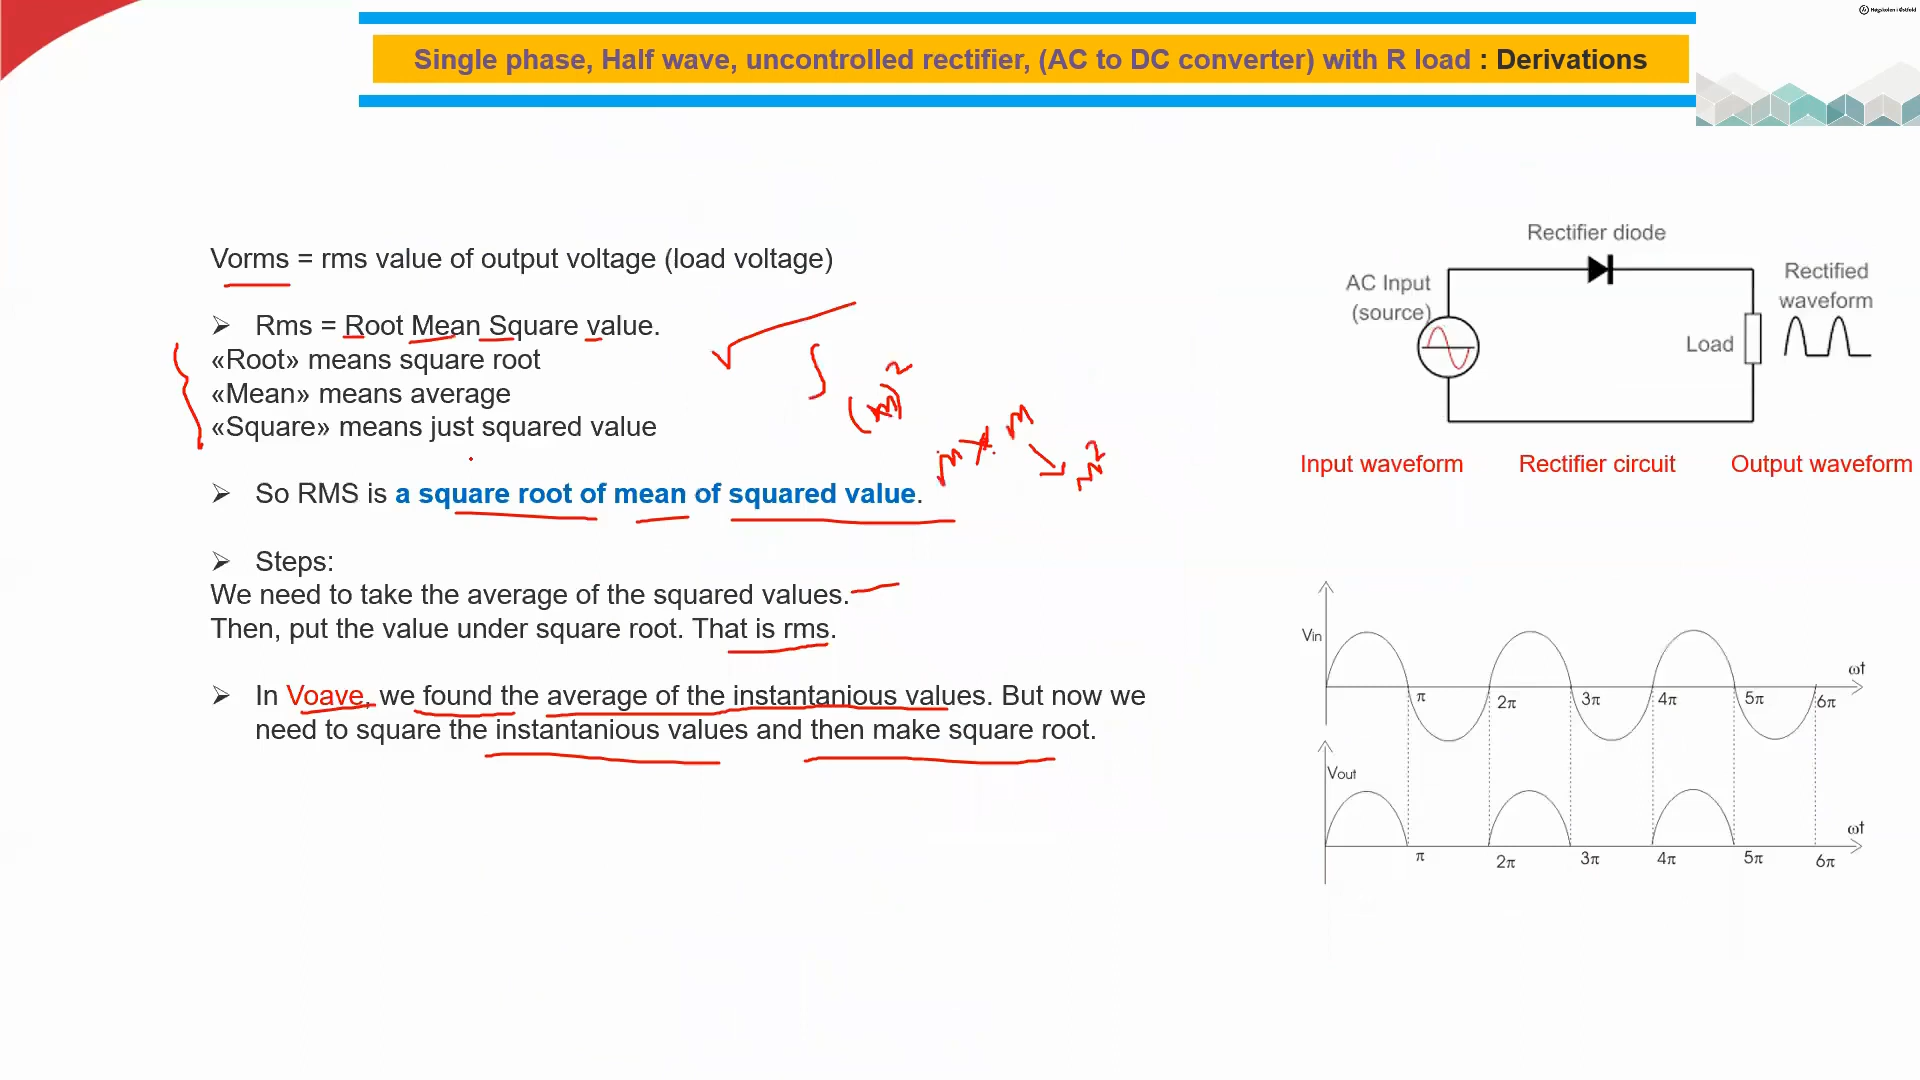 Høgskolen i Østfold
Single phase, Half wave, uncontrolled rectifier, (AC to DC converter) with R load : Derivations
Vorms = rms value of output voltage (load voltage)
➢ Rms = Root Mean Square value.
«Root» means square root
«Mean» means average
«Square» means just squared value
➢ So RMS is a square root of mean of squared value.
➢ Steps:
We need to take the average of the squared values.
Then, put the value under square root. That is rms.
➢ In Voave, we found the average of the instantanious values. But now we
need to square the instantanious values and then make square root.
√
∫
(m)²
m * m
m²
Rectifier diode
AC Input
(source)
Load
Rectified
waveform
Input waveform
Rectifier circuit
Output waveform
Vin
ωt
π 2π 3π 4π 5π 6π
Vout
ωt
π 2π 3π 4π 5π 6π